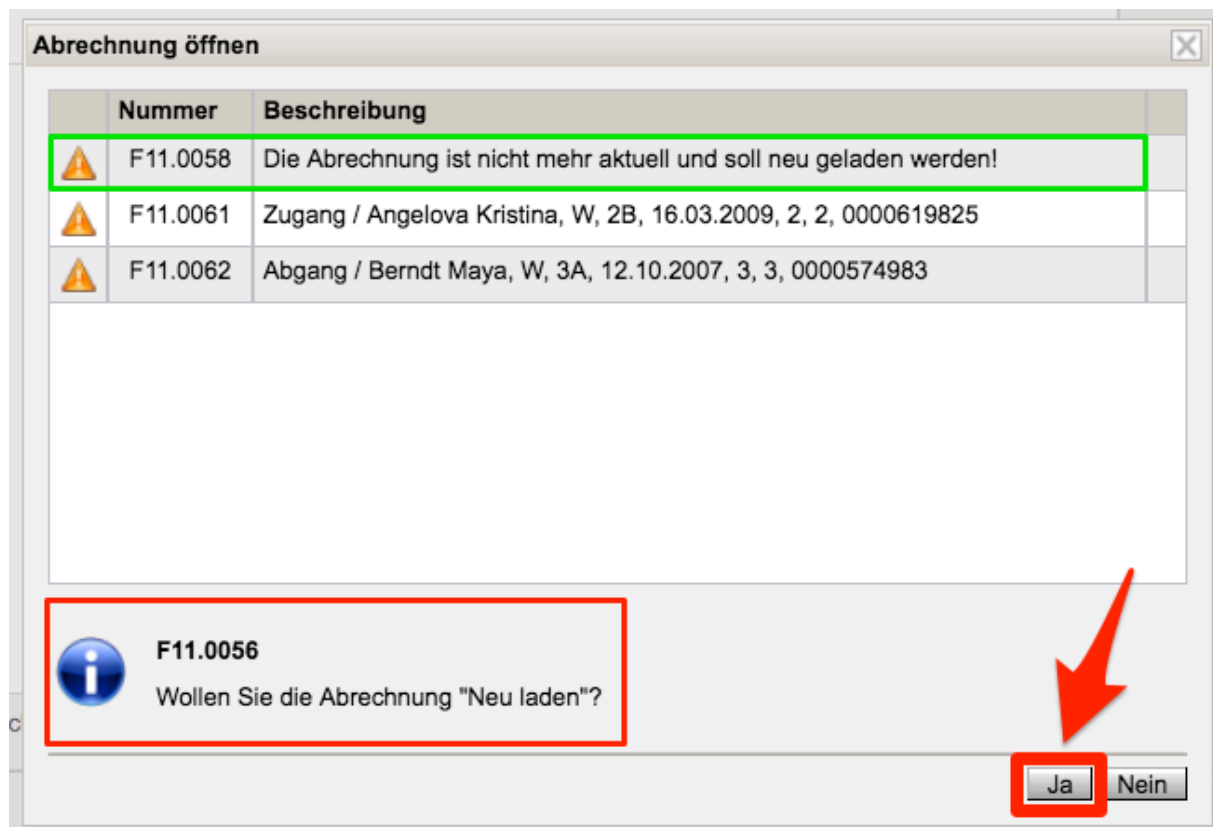 Abrechnung öffnen
Nummer Beschreibung
F11.0058 Die Abrechnung ist nicht mehr aktuell und soll neu geladen werden!
F11.0061 Zugang / Angelova Kristina, W, 2B, 16.03.2009, 2, 2, 0000619825
F11.0062 Abgang / Berndt Maya, W, 3A, 12.10.2007, 3, 3, 0000574983
F11.0056
Wollen Sie die Abrechnung "Neu laden"?
Ja Nein